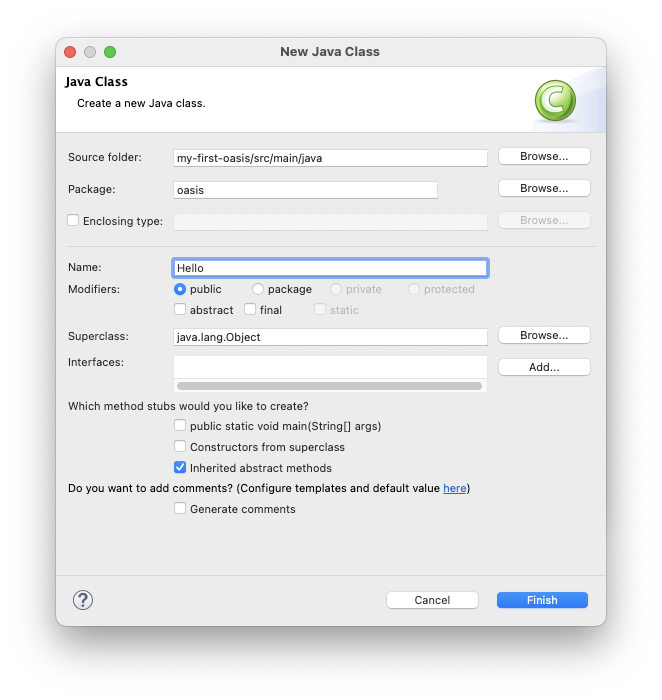 New Java Class
Java Class
Create a new Java class.
Source folder: my-first-oasis/src/main/java Browse...
Package: oasis Browse...
Enclosing type: Browse...
Name: Hello
Modifiers: public package private protected
abstract final static
Superclass: java.lang.Object Browse...
Interfaces: Add...
Which method stubs would you like to create?
public static void main(String[] args)
Constructors from superclass
Inherited abstract methods
Do you want to add comments? (Configure templates and default value here)
Generate comments
? Cancel Finish